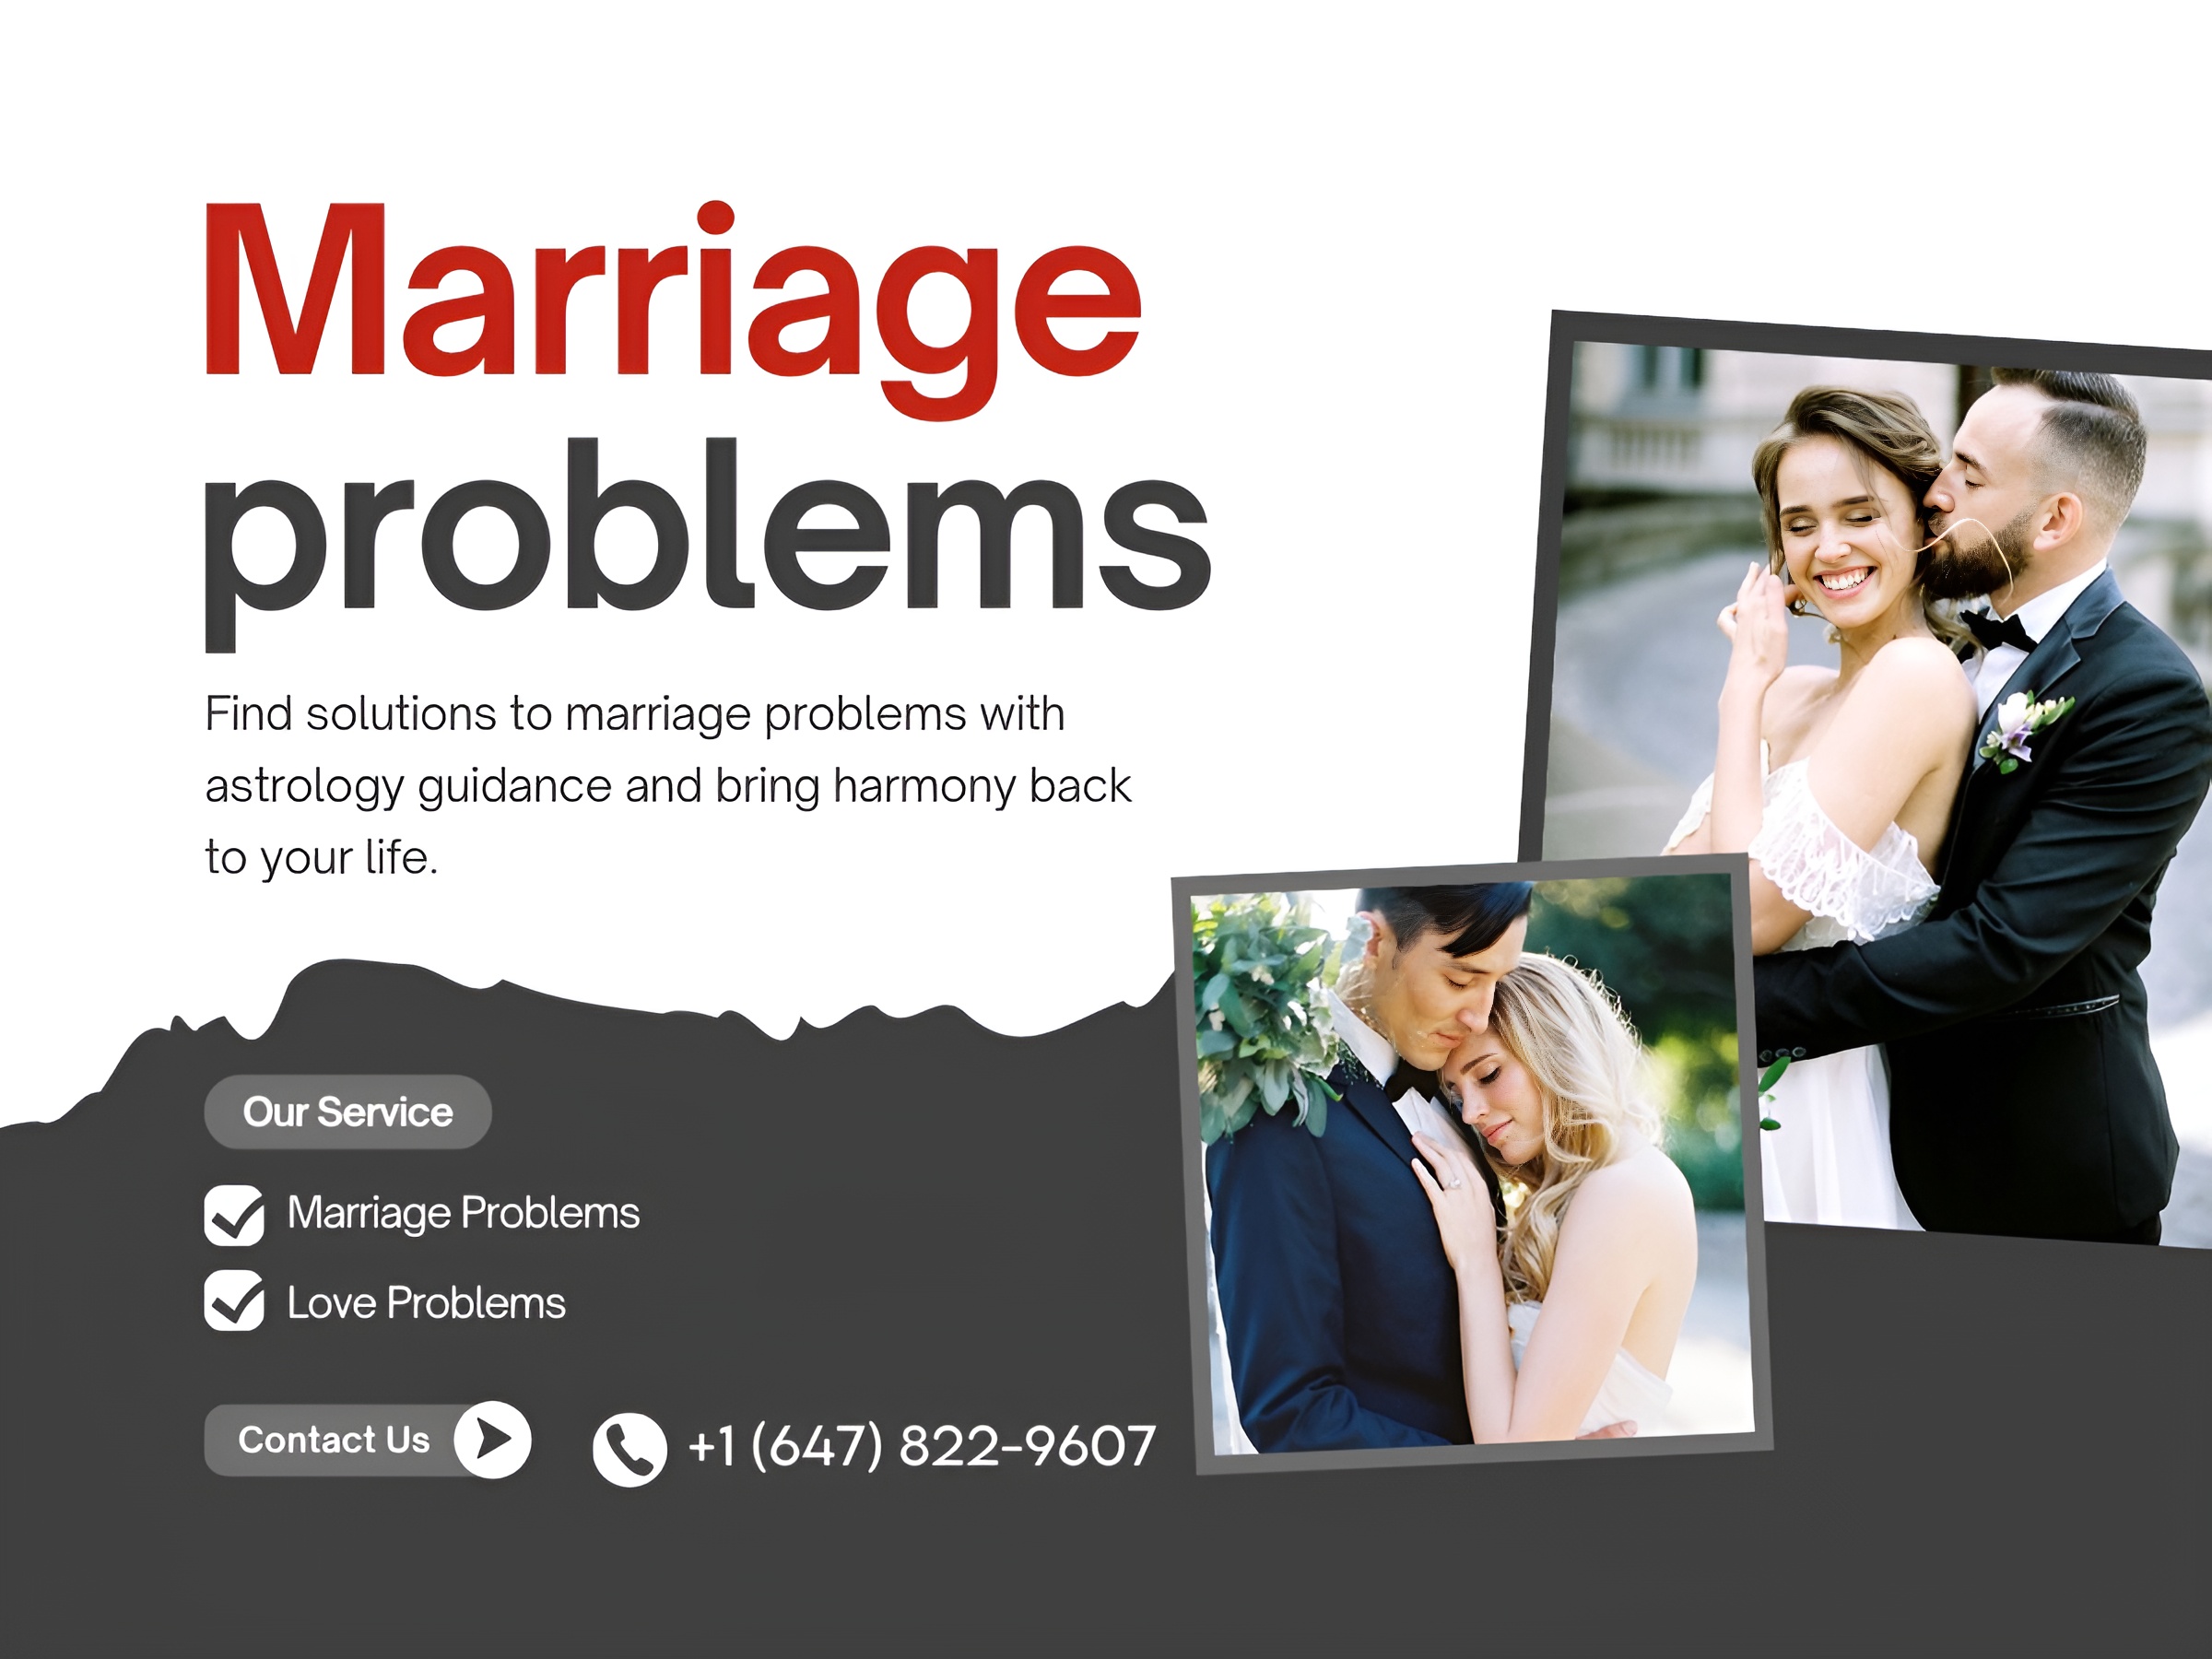 Marriage
problems
Find solutions to marriage problems with
astrology guidance and bring harmony back
to your life.
Our Service
Marriage Problems
Love Problems
Contact Us
+1 (647) 822-9607